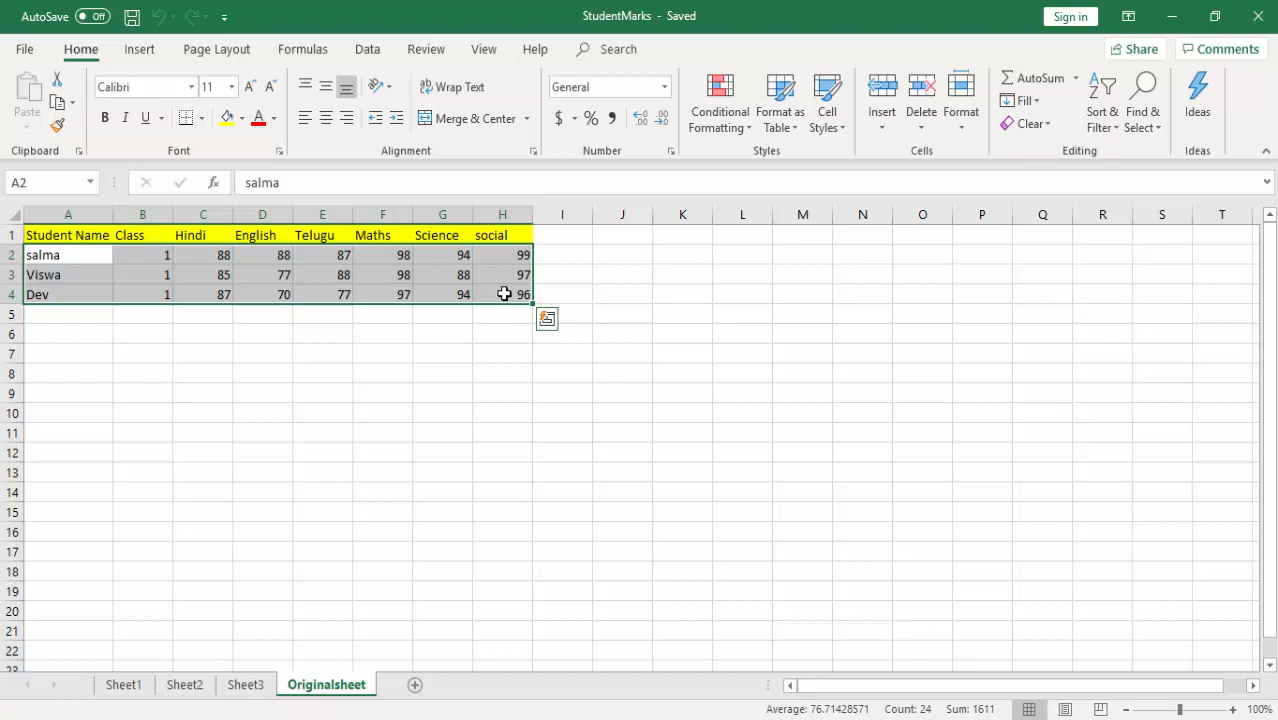 AutoSave Off StudentMarks - Saved Sign in
File Home Insert Page Layout Formulas Data Review View Help Search Share Comments
Paste Calibri 11 A A B I U A ab Wrap Text Merge & Center General $ % , Conditional Formatting Format as Table Cell Styles Insert Delete Format AutoSum Fill Clear Sort & Filter Find & Select Ideas
Clipboard Font Alignment Number Styles Cells Editing Ideas
A2 fx salma
A B C D E F G H I J K L M N O P Q R S T
1 Student Name Class Hindi English Telugu Maths Science social
2 salma 1 88 88 87 98 94 99
3 Viswa 1 85 77 88 98 88 97
4 Dev 1 87 70 77 97 94 96
5
6
7
8
9
10
11
12
13
14
15
16
17
18
19
20
21
22
23
Sheet1 Sheet2 Sheet3 Originalsheet
Average: 76.71428571 Count: 24 Sum: 1611 100%